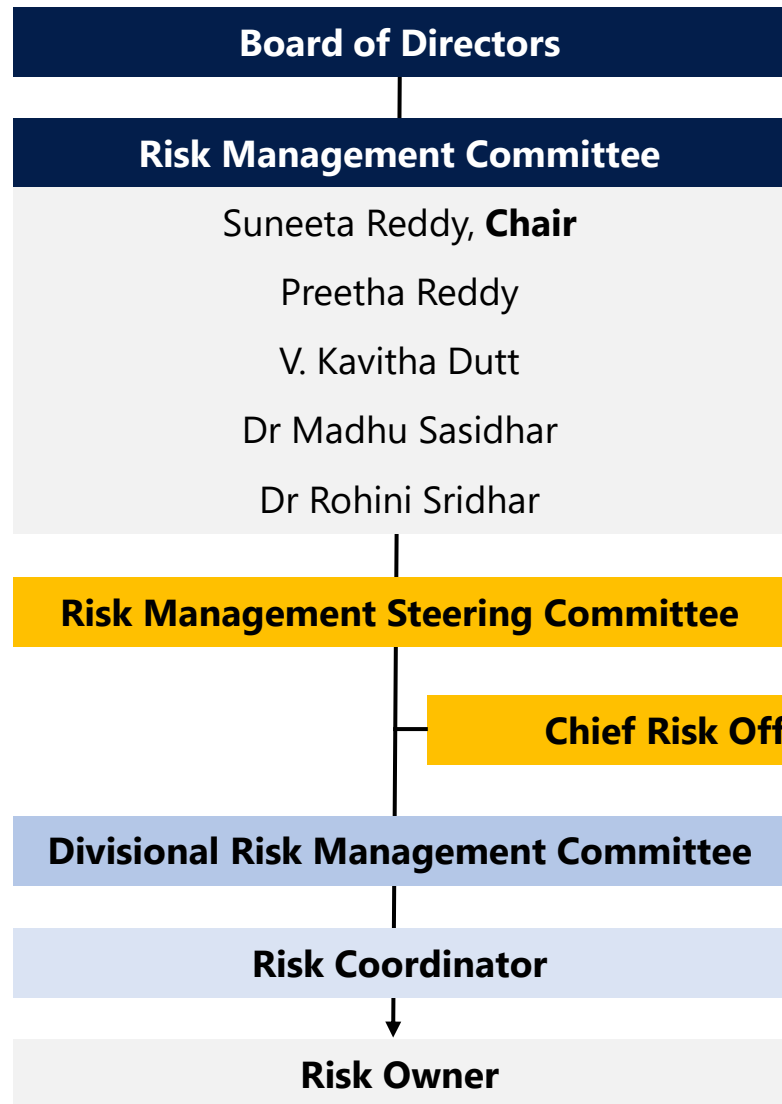 Board of Directors
Risk Management Committee
Suneeta Reddy, Chair
Preetha Reddy
V. Kavitha Dutt
Dr Madhu Sasidhar
Dr Rohini Sridhar
Risk Management Steering Committee
Chief Risk Off
Divisional Risk Management Committee
Risk Coordinator
Risk Owner